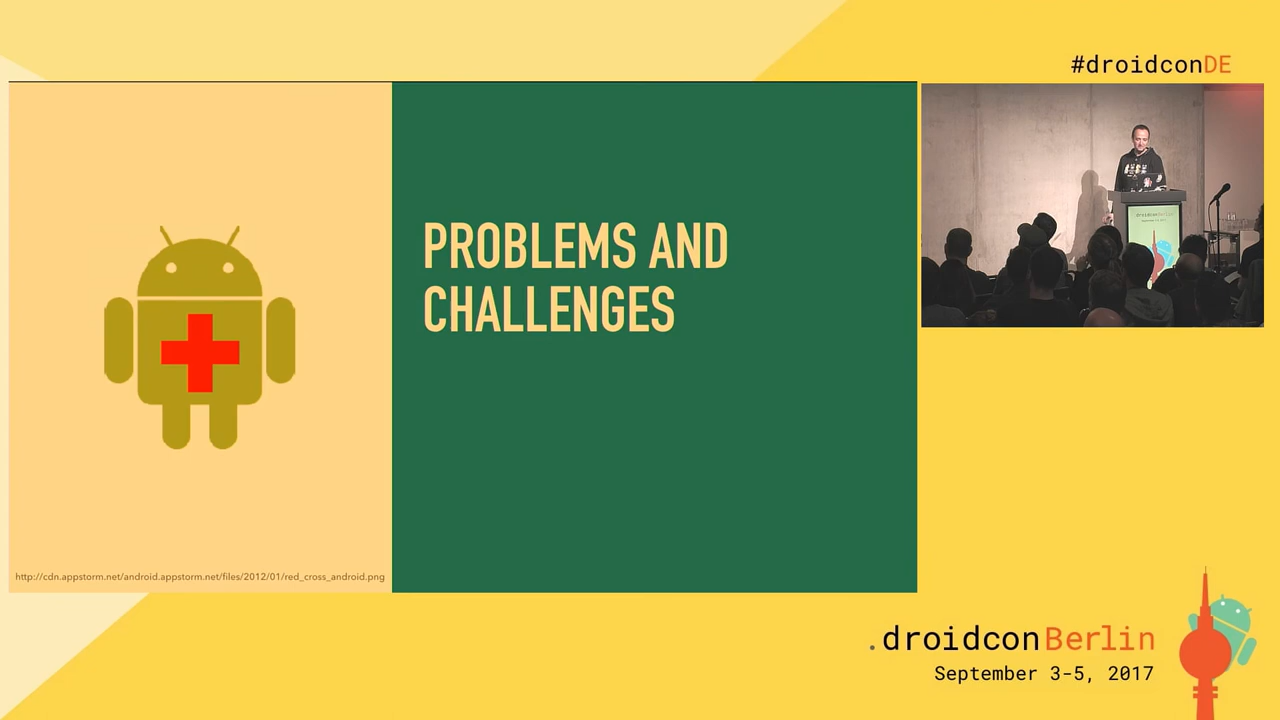 #droidconDE
PROBLEMS AND
CHALLENGES
http://cdn.appstorm.net/android.appstorm.net/files/2012/01/red_cross_android.png
droidconBerlin
.droidconBerlin
September 3-5, 2017